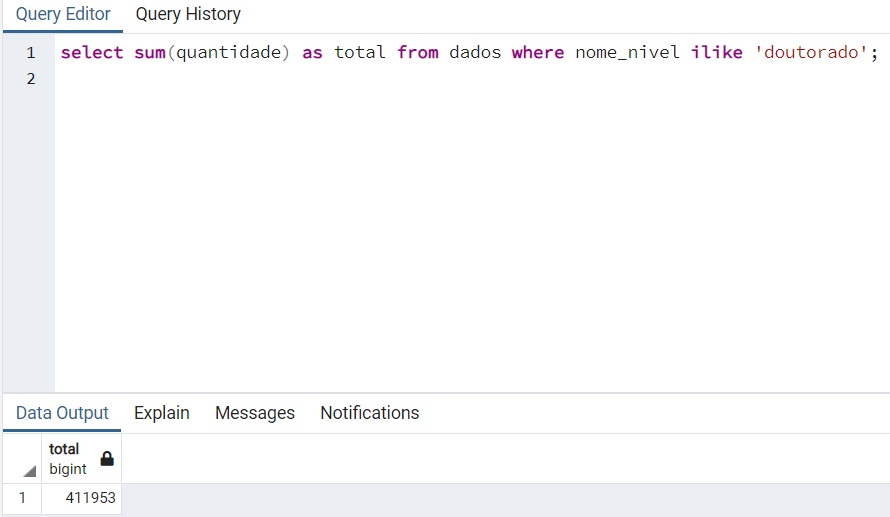 Query Editor Query History
1 select sum(quantidade) as total from dados where nome_nivel ilike 'doutorado';
2
Data Output Explain Messages Notifications
total
bigint
1 411953